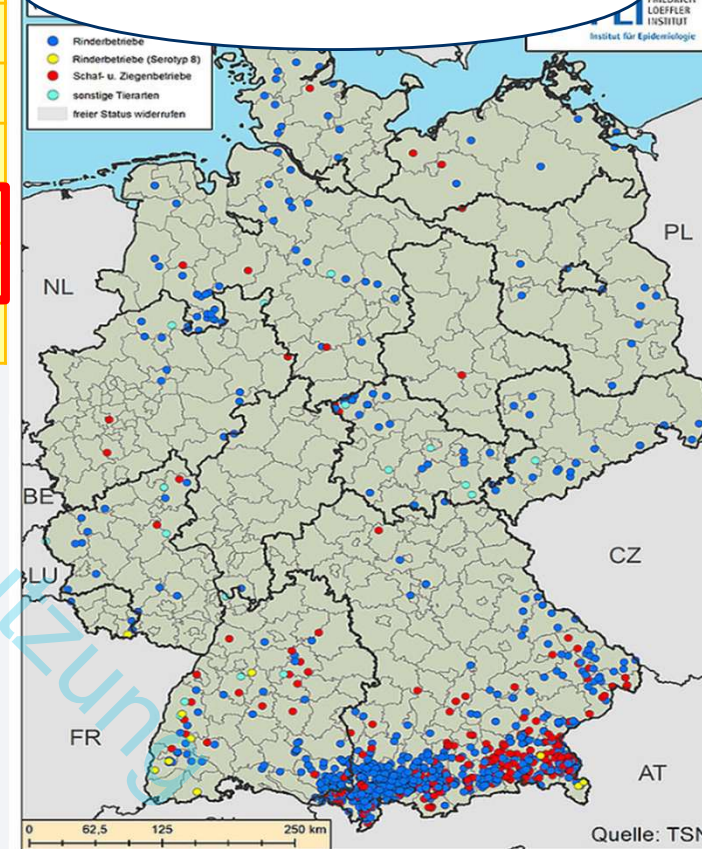 LOEFFLER
INSTITUT
Institut für Epidemiologie
Rinderbetriebe
Rinderbetriebe (Serotyp 8)
Schaf- u. Ziegenbetriebe
sonstige Tierarten
freier Status widerrufen
PL
NL
BE
LU
CZ
FR
AT
0 62,5 125 250 km
Quelle: TSN